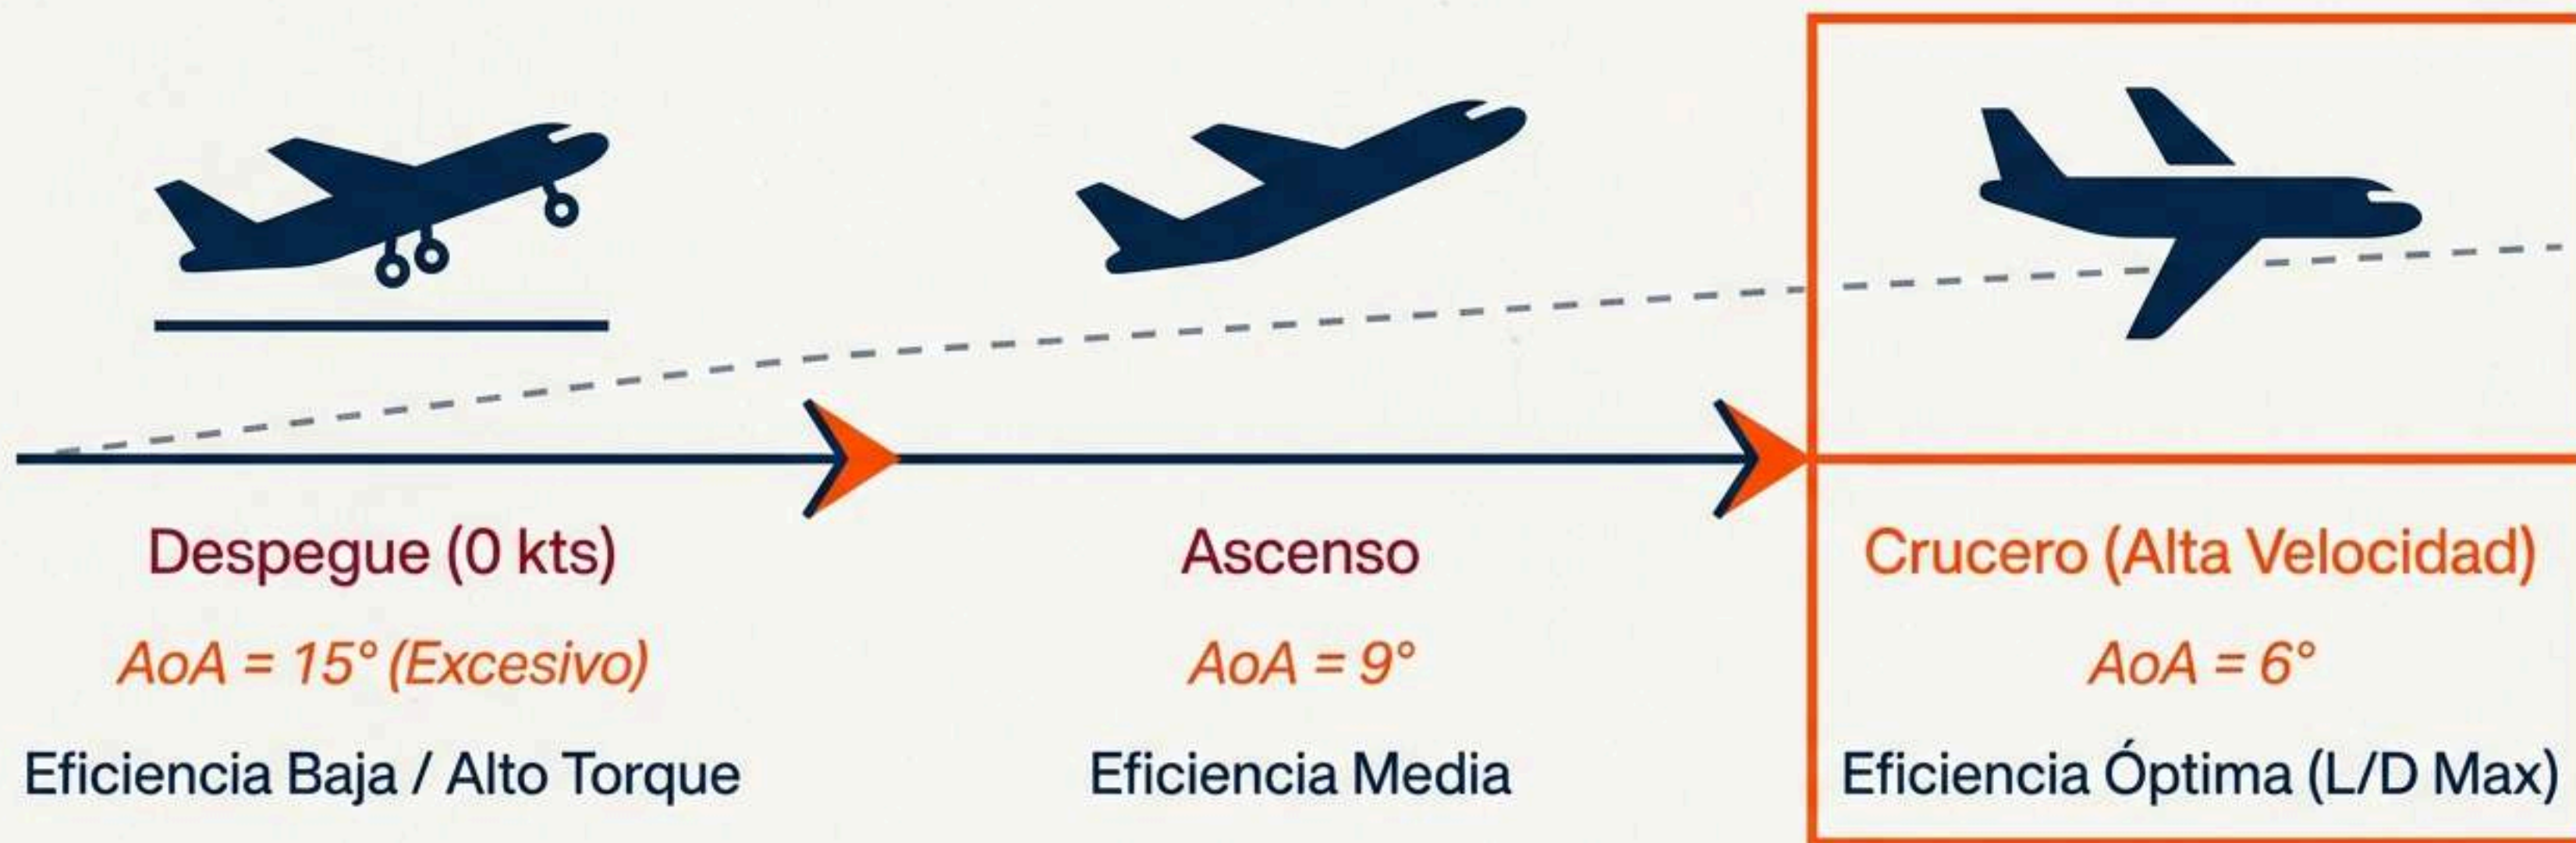 Despegue (0 kts)
AoA = 15° (Excesivo)
Eficiencia Baja / Alto Torque
Ascenso
AoA = 9°
Eficiencia Media
Crucero (Alta Velocidad)
AoA = 6°
Eficiencia Óptima (L/D Max)